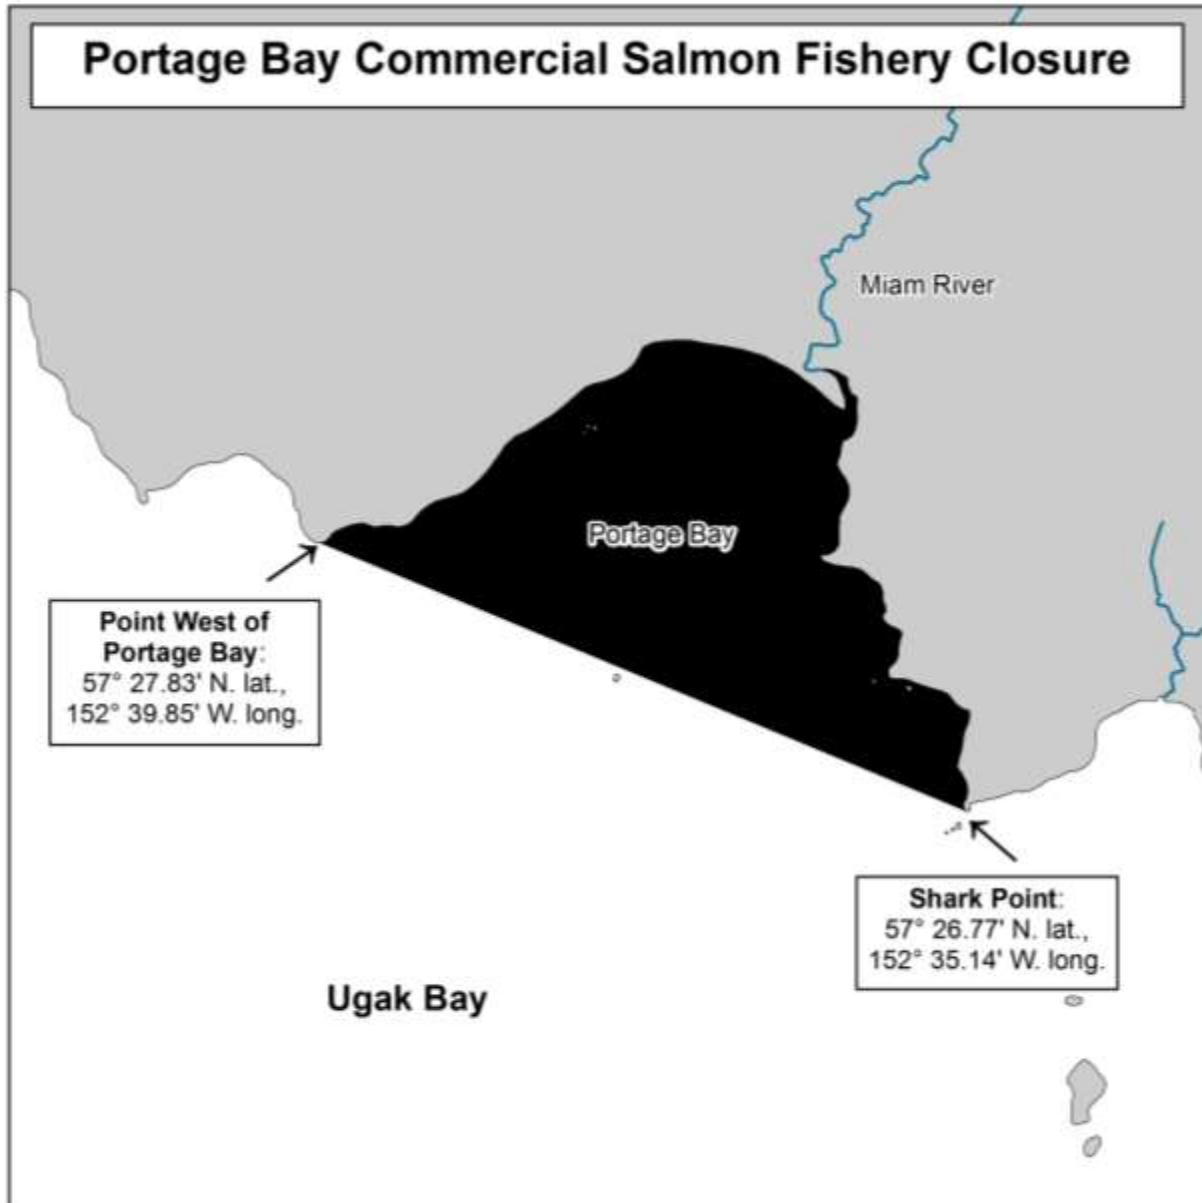 Portage Bay Commercial Salmon Fishery Closure
Miam River
Portage Bay
Point West of
Portage Bay:
57° 27.83' N. lat.,
152° 39.85' W. long.
Shark Point:
57° 26.77' N. lat.,
152° 35.14' W. long.
Ugak Bay